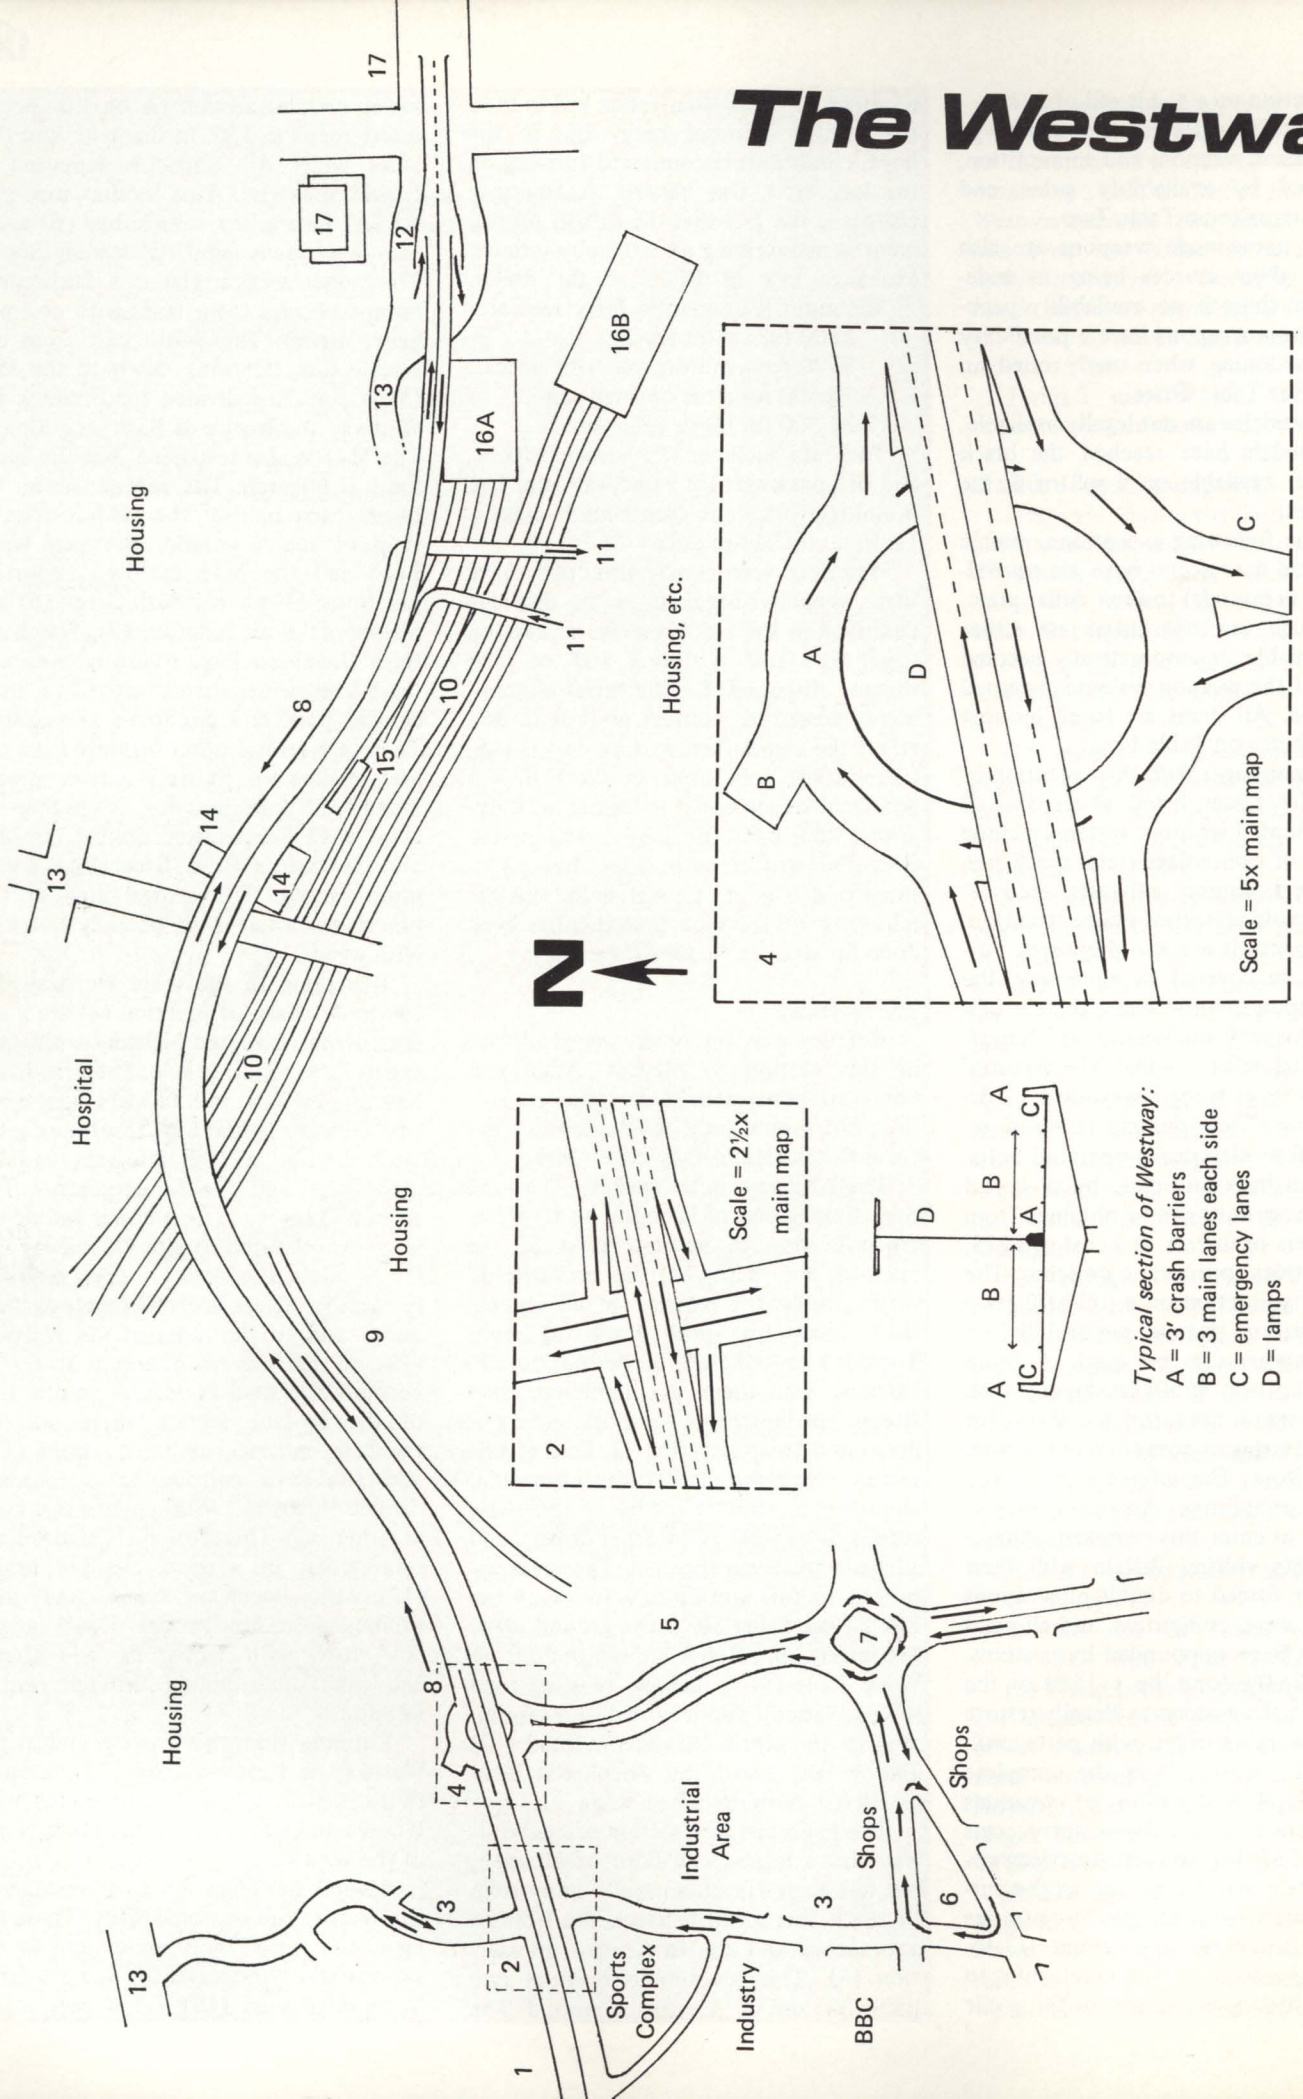 The Westwa
13
Housing
Hospital
13
Housing
14
14
8
17
17
12
13
3
2
8
4
9
Housing
10
15
10
11
11
16A
16B
Housing, etc.
1
Sports
Complex
Industrial
Area
5
2
Scale = 2½x
main map
N
Industry
BBC
3
Shops
7
6
Shops
A
C
B
D
A
B
C
A
Typical section of Westway:
A = 3' crash barriers
B = 3 main lanes each side
C = emergency lanes
D = lamps
4
B
A
D
C
Scale = 5x main map